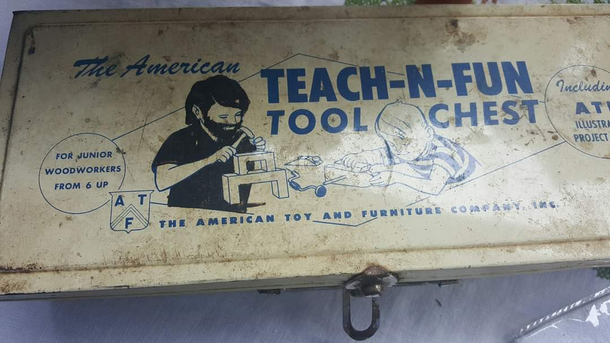 The American
TEACH-N-FUN
TOOL CHEST
FOR JUNIOR
WOODWORKERS
FROM 6 UP
Includin
AT
ILLUSTRA
PROJECT
A T
F
THE AMERICAN TOY AND FURNITURE COMPANY, INC.